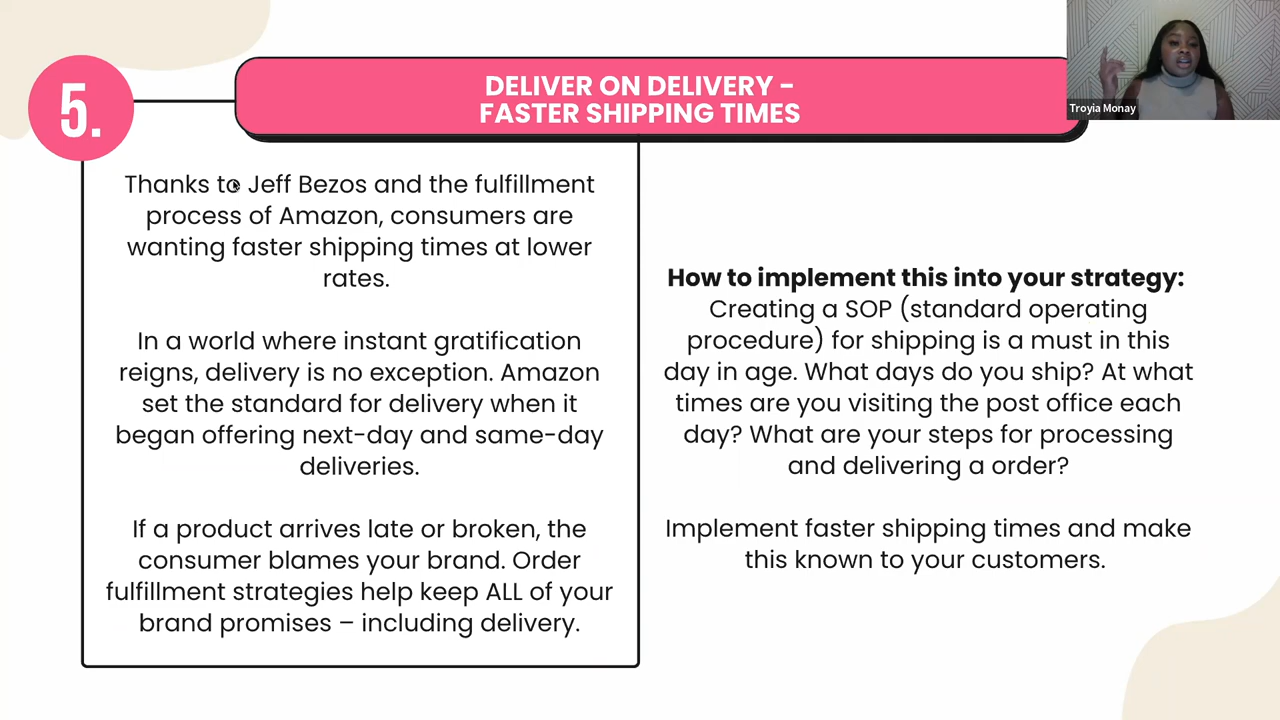 5.
DELIVER ON DELIVERY -
FASTER SHIPPING TIMES
Troyia Monay
Thanks to Jeff Bezos and the fulfillment
process of Amazon, consumers are
wanting faster shipping times at lower
rates.
In a world where instant gratification
reigns, delivery is no exception. Amazon
set the standard for delivery when it
began offering next-day and same-day
deliveries.
If a product arrives late or broken, the
consumer blames your brand. Order
fulfillment strategies help keep ALL of your
brand promises – including delivery.
How to implement this into your strategy:
Creating a SOP (standard operating
procedure) for shipping is a must in this
day in age. What days do you ship? At what
times are you visiting the post office each
day? What are your steps for processing
and delivering a order?
Implement faster shipping times and make
this known to your customers.